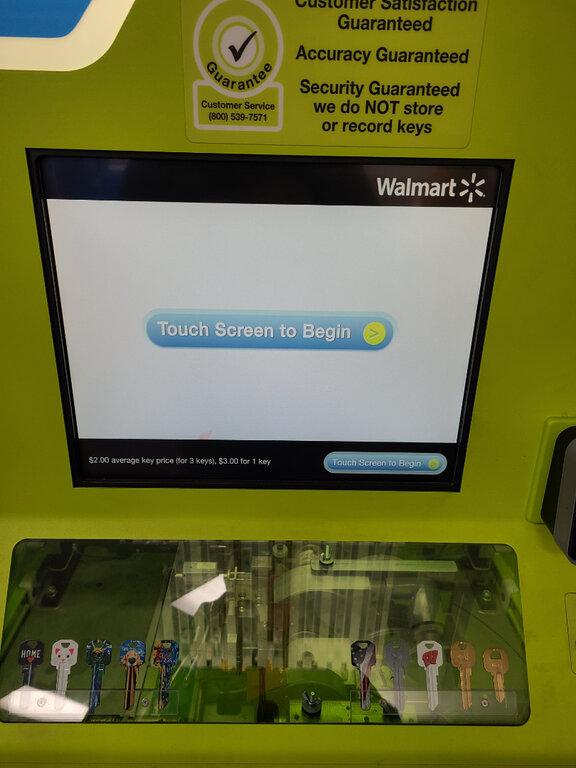 Customer Satisfaction
Guaranteed
Accuracy Guaranteed
Security Guaranteed
we do NOT store
or record keys
Guarantee
Customer Service
(800) 539-7571
Walmart
Touch Screen to Begin >
$2.00 average key price (for 3 keys), $3.00 for 1 key
Touch Screen to Begin >
HOME
W